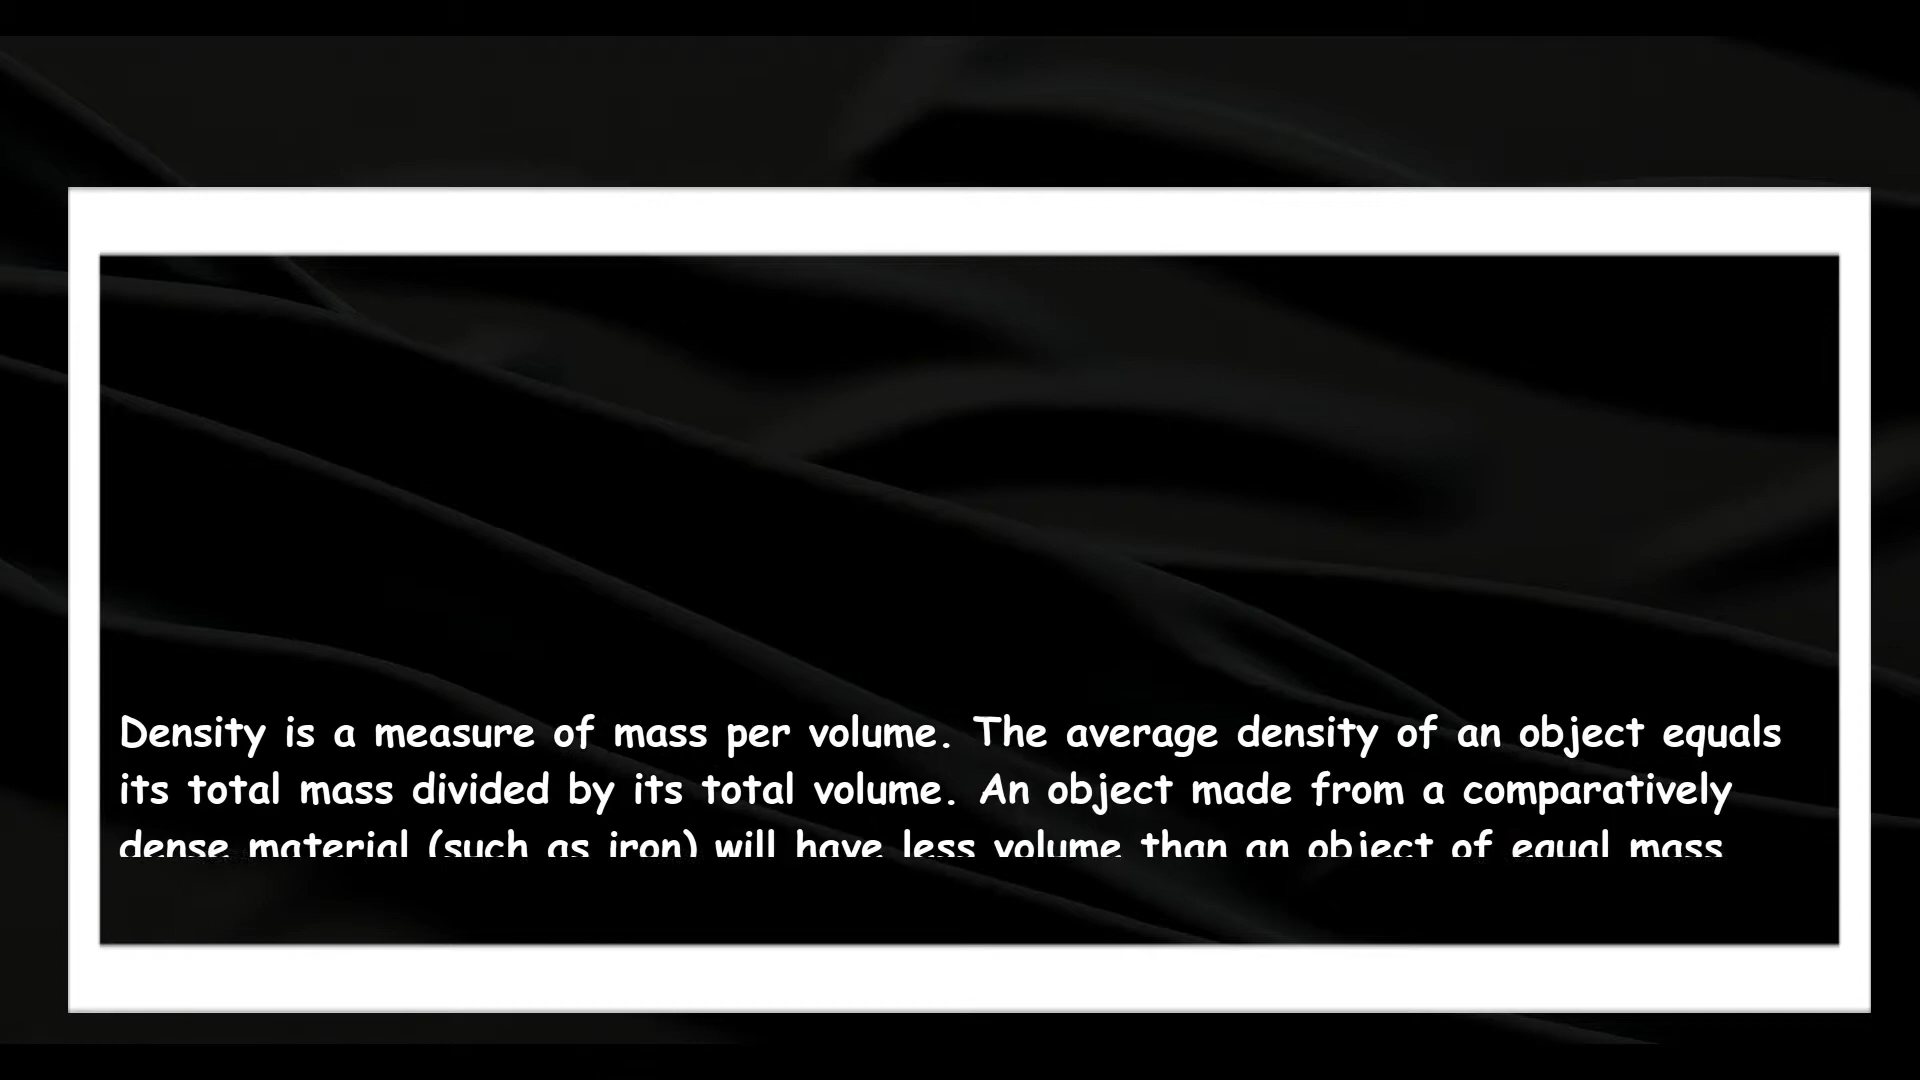 Density is a measure of mass per volume. The average density of an object equals
its total mass divided by its total volume. An object made from a comparatively
dense material (such as iron) will have less volume than an object of equal mass